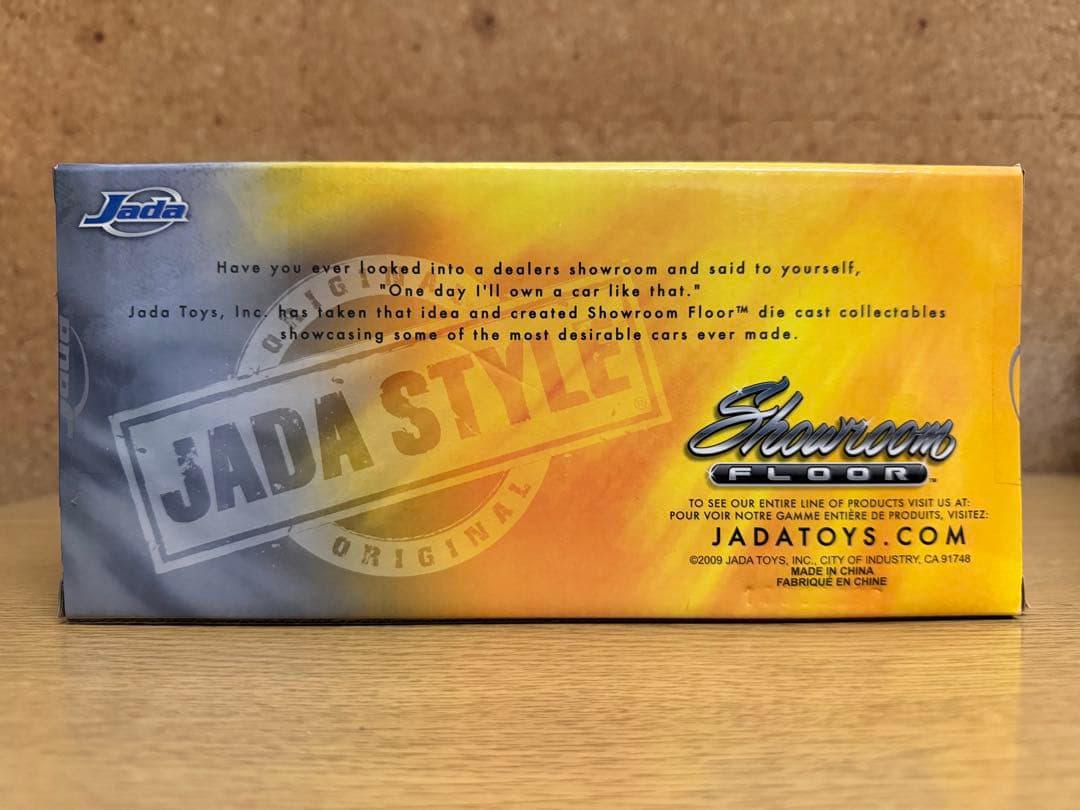 Jada
Have you ever looked into a dealers showroom and said to yourself,
"One day I'll own a car like that."
Jada Toys, Inc. has taken that idea and created Showroom Floor™ die cast collectables
showcasing some of the most desirable cars ever made.
ORIGINAL
JADA STYLE®
ORIGINAL
Jada
Showroom
FLOOR™
TO SEE OUR ENTIRE LINE OF PRODUCTS VISIT US AT:
POUR VOIR NOTRE GAMME ENTIÈRE DE PRODUITS, VISITEZ:
JADATOYS.COM
©2009 JADA TOYS, INC., CITY OF INDUSTRY, CA 91748
MADE IN CHINA
FABRIQUÉ EN CHINE